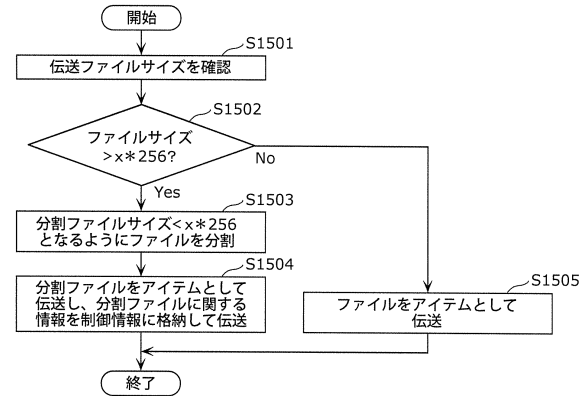 開始
S1501
伝送ファイルサイズを確認
S1502
ファイルサイズ
>x*256?
No
Yes
S1503
分割ファイルサイズ<x*256
となるようにファイルを分割
S1504
分割ファイルをアイテムとして
伝送し、分割ファイルに関する
情報を制御情報に格納して伝送
S1505
ファイルをアイテムとして
伝送
終了